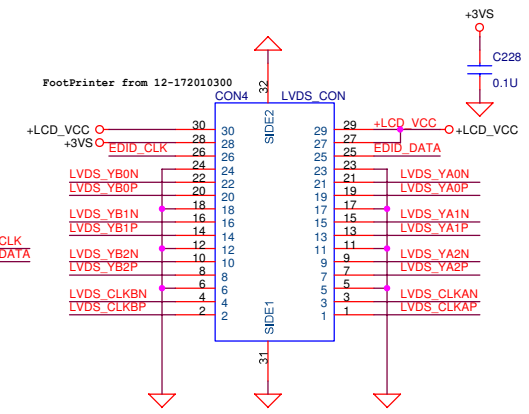 +3VS
C228
0.1U
FootPrinter from 12-172010300
CON4
LVDS_CON
32
SIDE2
+LCD_VCC 30 30 29 29 +LCD_VCC +LCD_VCC
+3VS 28 28 27 27
EDID_CLK 26 26 25 25 EDID_DATA
24 24 23 23
LVDS_YB0N 22 22 21 21 LVDS_YA0N
LVDS_YB0P 20 20 19 19 LVDS_YA0P
18 18 17 17
LVDS_YB1N 16 16 15 15 LVDS_YA1N
LVDS_YB1P 14 14 13 13 LVDS_YA1P
CLK 12 12 11 11
DATA
LVDS_YB2N 10 10 9 9 LVDS_YA2N
LVDS_YB2P 8 8 7 7 LVDS_YA2P
6 6 5 5
LVDS_CLKBN 4 4 3 3 LVDS_CLKAN
LVDS_CLKBP 2 2 1 1 LVDS_CLKAP
SIDE1
31